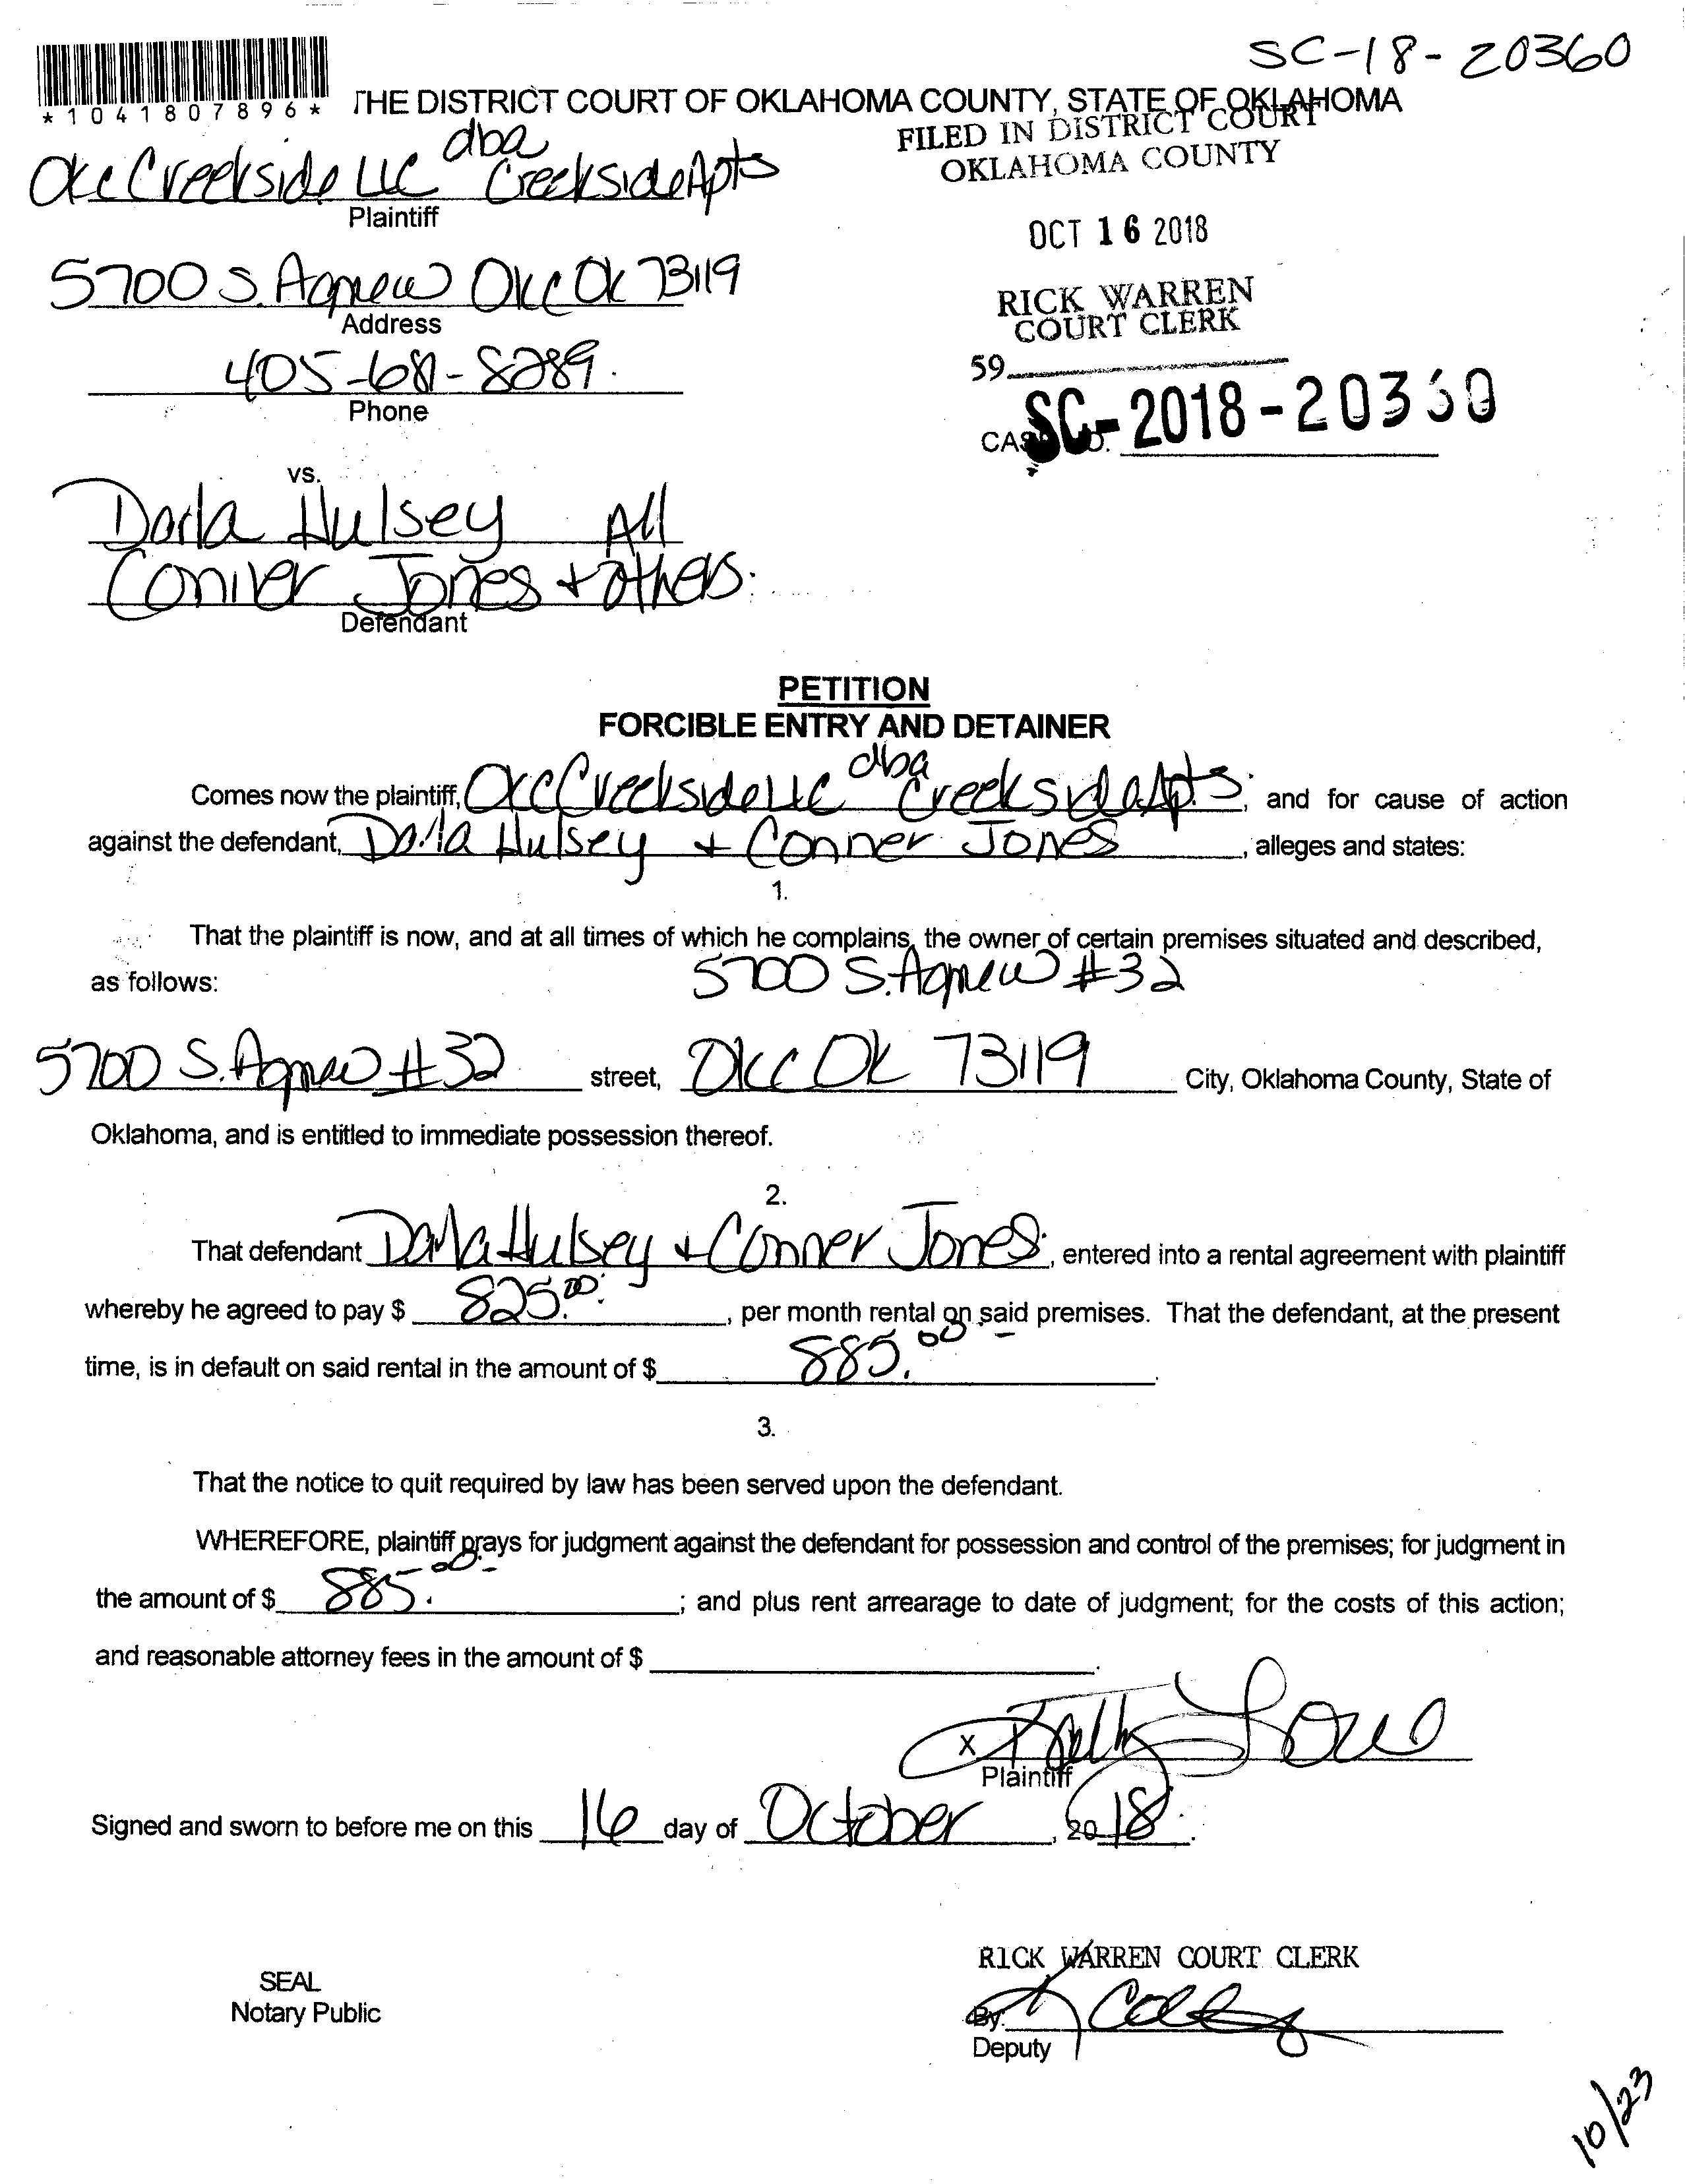 SC-18-20360
*1041807896*
THE DISTRICT COURT OF OKLAHOMA COUNTY, STATE OF OKLAHOMA
FILED IN DISTRICT COURT
OKLAHOMA COUNTY
dba
Okc Creekside LLC Creekside Apts
Plaintiff
OCT 16 2018
5700 S. Agnew Okc Ok 73119
Address
RICK WARREN
COURT CLERK
405-681-8289
Phone
59
SC-2018-20360
vs.
Darla Hulsey All
Conner Jones + others
Defendant
PETITION
FORCIBLE ENTRY AND DETAINER
dba
Comes now the plaintiff, Okc Creekside LLC Creekside Apts, and for cause of action
against the defendant, Darla Hulsey + Conner Jones, alleges and states:
1.
That the plaintiff is now, and at all times of which he complains, the owner of certain premises situated and described,
as follows: 5700 S. Agnew #32
5700 S. Agnew #32 street, Okc Ok 73119 City, Oklahoma County, State of
Oklahoma, and is entitled to immediate possession thereof.
2.
That defendant Darla Hulsey + Conner Jones, entered into a rental agreement with plaintiff
whereby he agreed to pay $ 825.00, per month rental on said premises. That the defendant, at the present
time, is in default on said rental in the amount of $ 885.00.
3.
That the notice to quit required by law has been served upon the defendant.
WHEREFORE, plaintiff prays for judgment against the defendant for possession and control of the premises; for judgment in
the amount of $ 885.00; and plus rent arrearage to date of judgment; for the costs of this action;
and reasonable attorney fees in the amount of $
x Kelly
Plaintiff
Signed and sworn to before me on this 16 day of October, 2018.
RICK WARREN COURT CLERK
SEAL
Notary Public
By:
Deputy
10/23